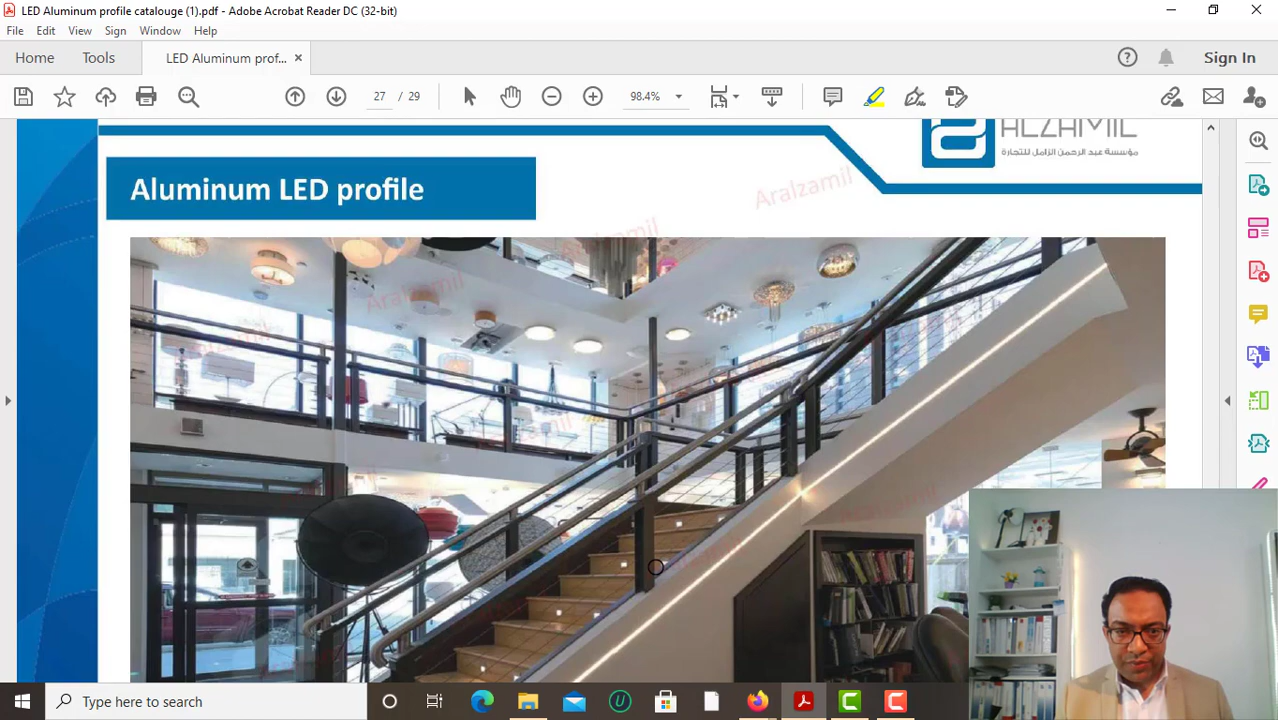 LED Aluminum profile catalouge (1).pdf - Adobe Acrobat Reader DC (32-bit)
File Edit View Sign Window Help
Home Tools LED Aluminum prof... Sign In
27 / 29 98.4%
ALZAMIL
مؤسسة عبد الرحمن الزامل للتجارة
Aluminum LED profile
Aralzamil
Type here to search